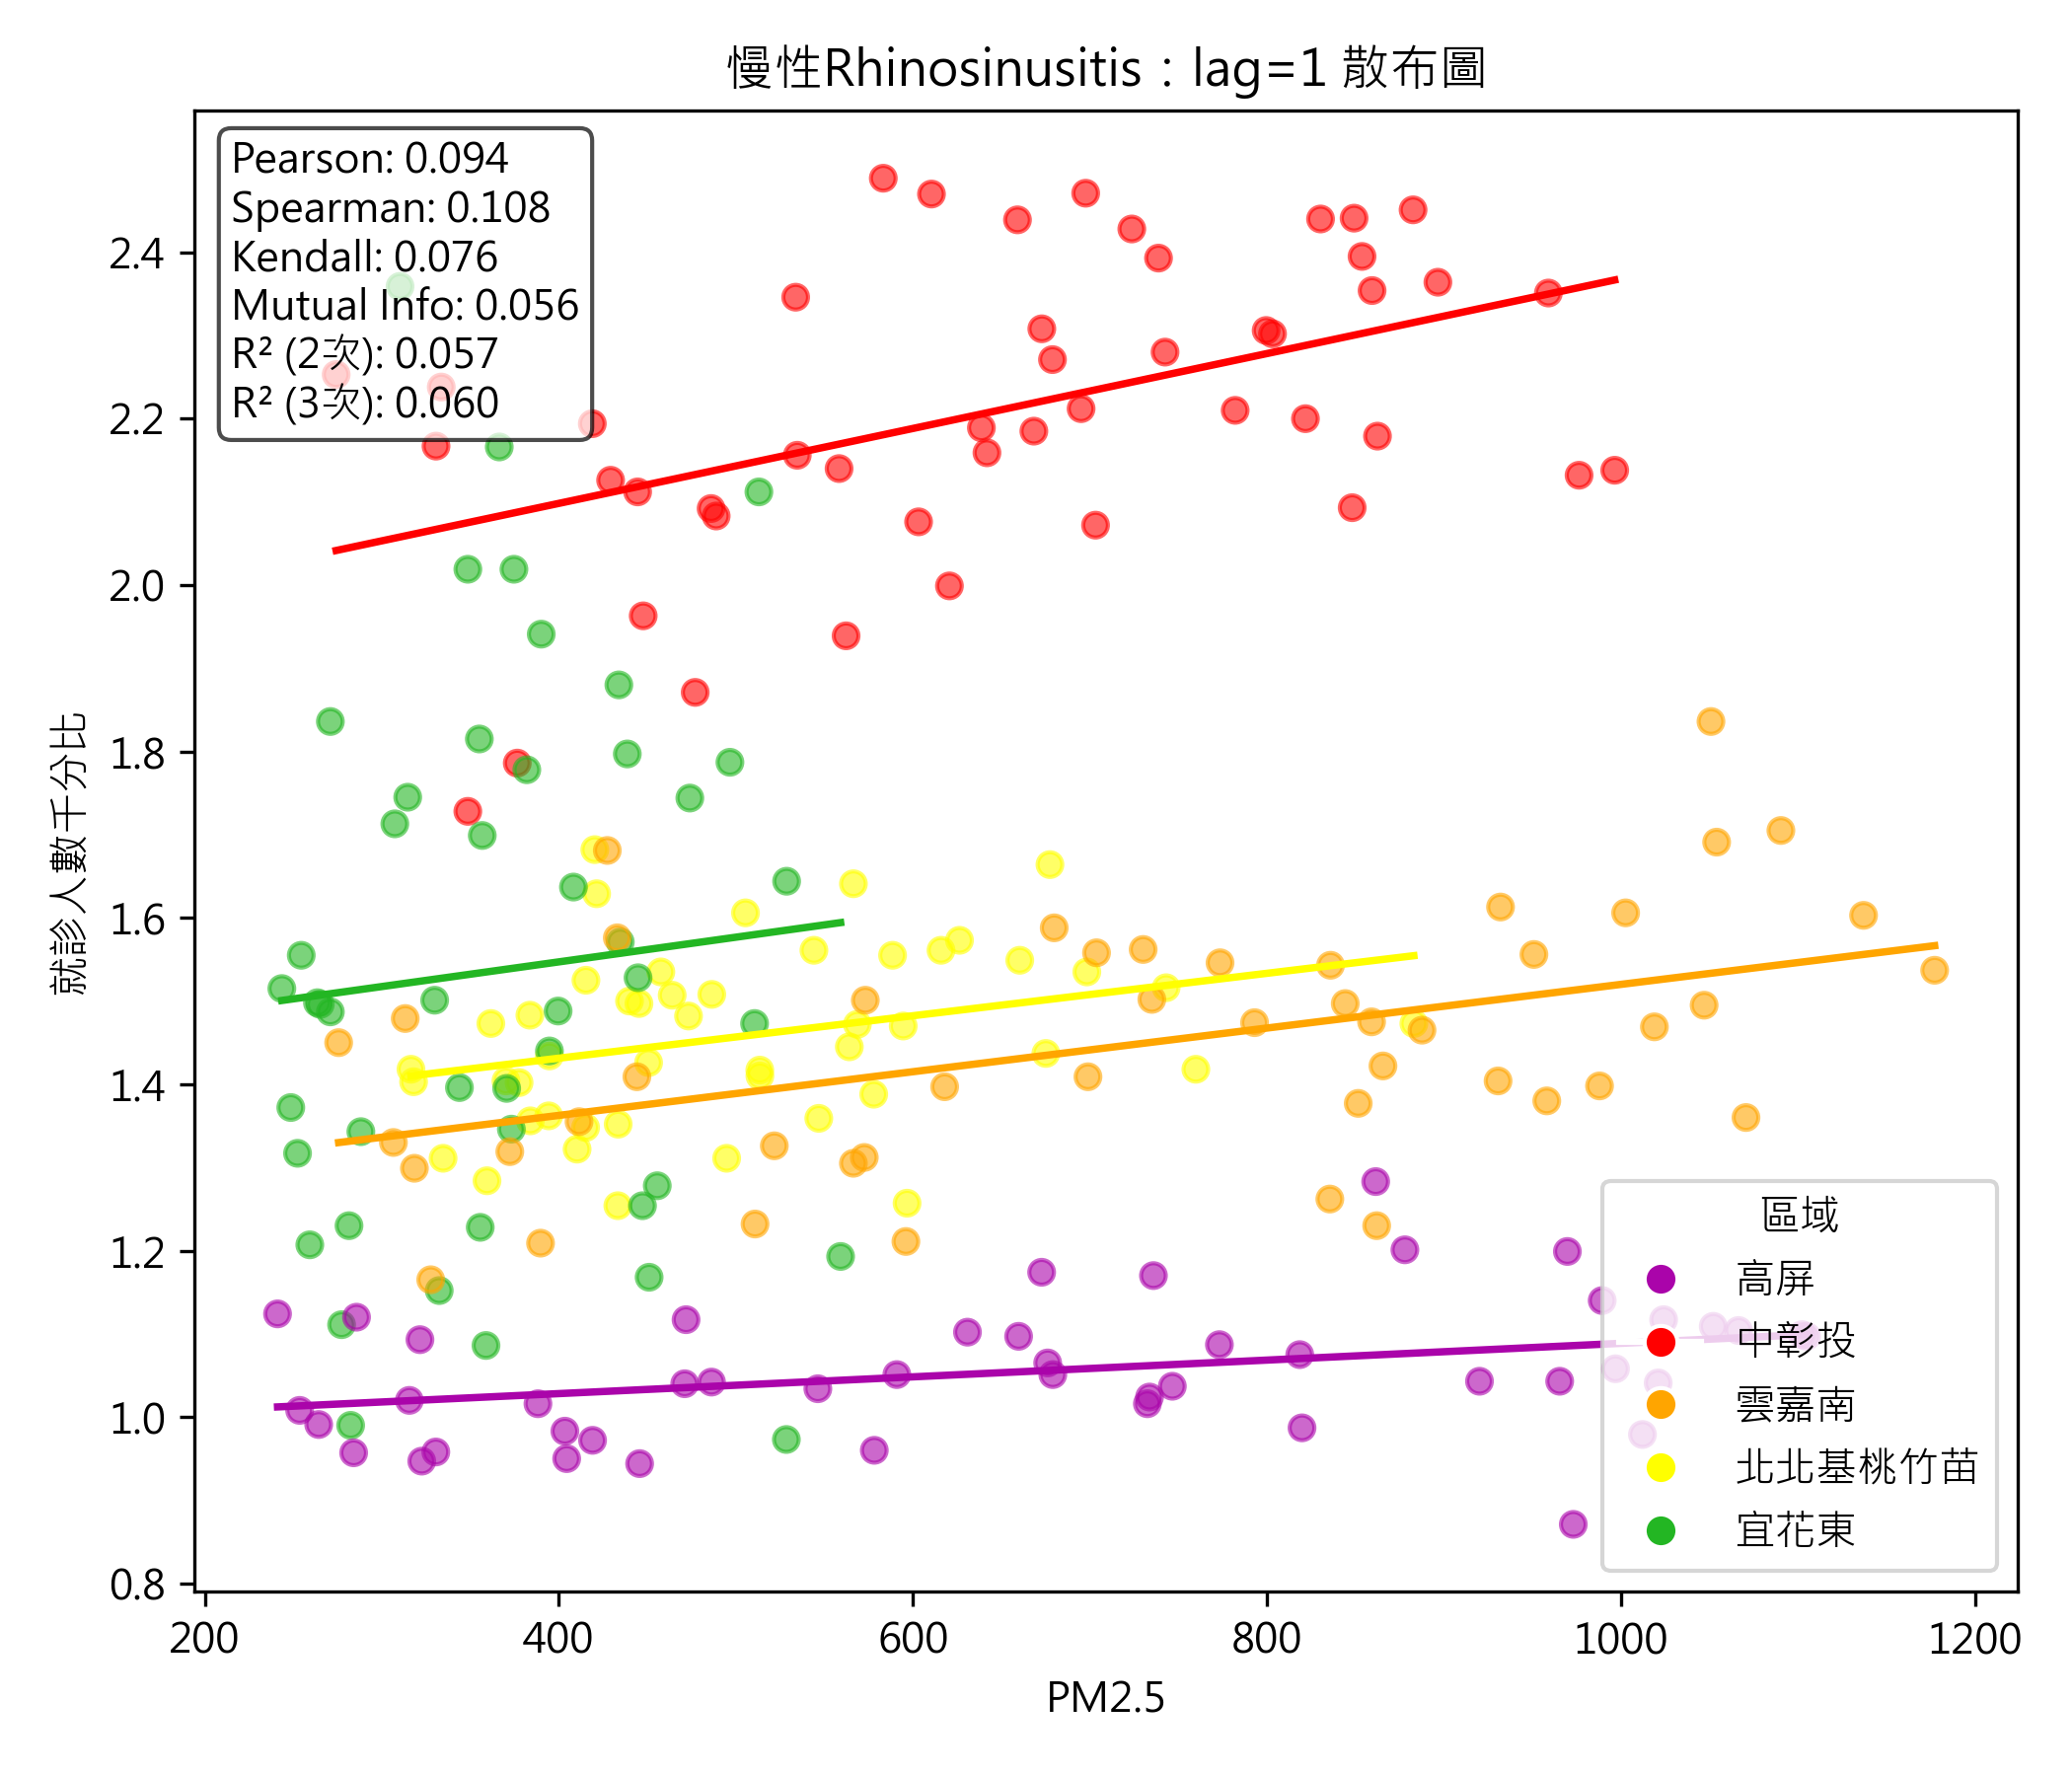 慢性Rhinosinusitis：lag=1 散布圖
Pearson: 0.094
Spearman: 0.108
Kendall: 0.076
Mutual Info: 0.056
R² (2次): 0.057
R² (3次): 0.060
就診人數千分比
2.4
2.2
2.0
1.8
1.6
1.4
1.2
1.0
0.8
區域
高屏
中彰投
雲嘉南
北北基桃竹苗
宜花東
200 400 600 800 1000 1200
PM2.5